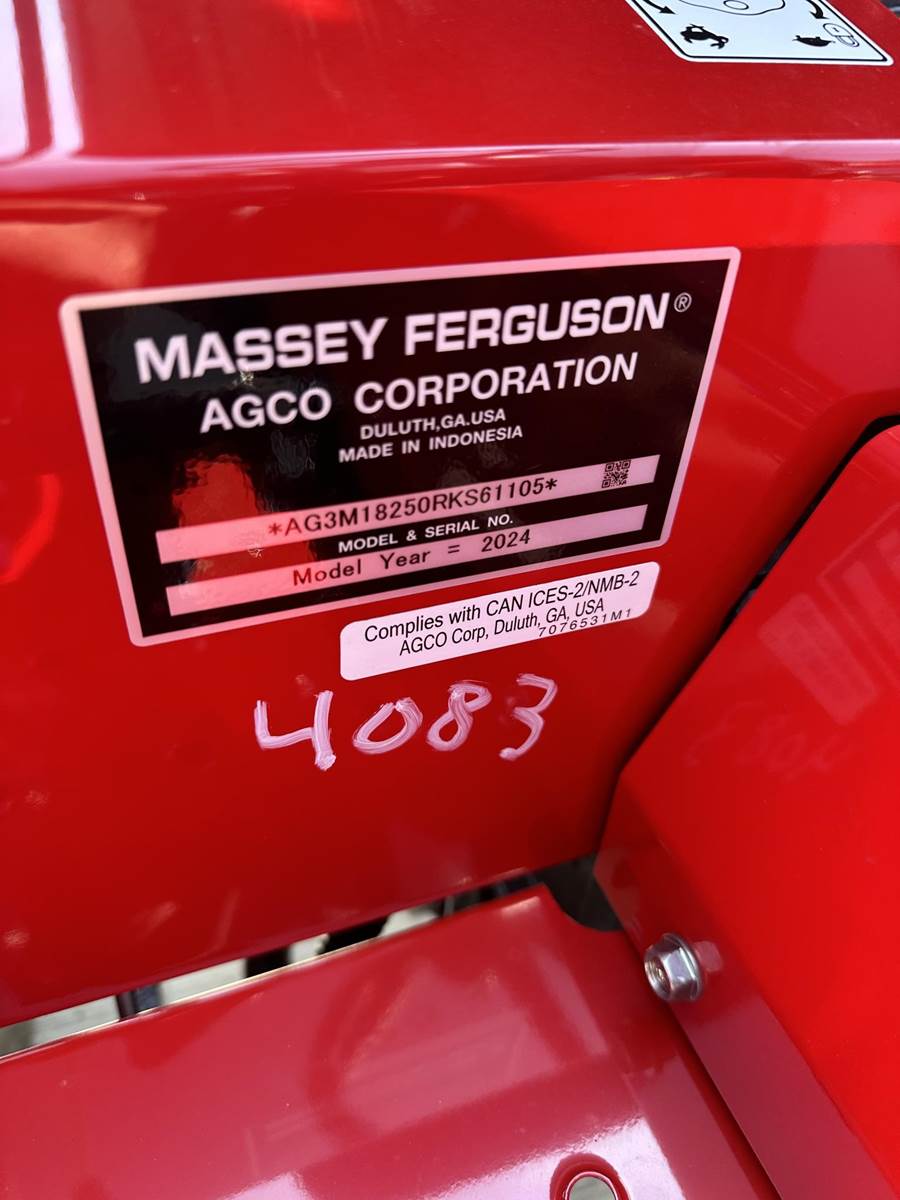 MASSEY FERGUSON®
AGCO CORPORATION
DULUTH,GA.USA
MADE IN INDONESIA
*AG3M18250RKS61105*
MODEL & SERIAL NO.
Model Year = 2024
Complies with CAN ICES-2/NMB-2
AGCO Corp, Duluth, GA, USA
7076531M1
4083